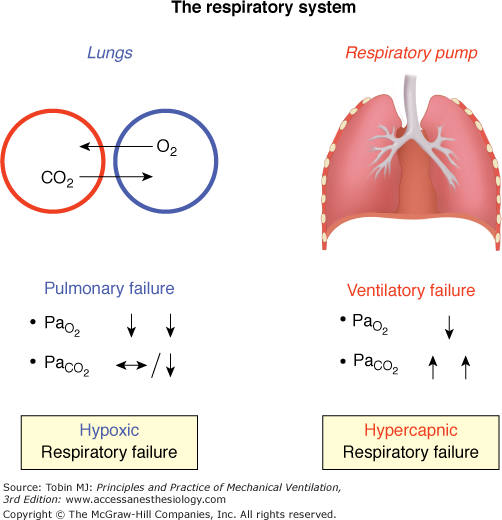 The respiratory system
Lungs
O2
CO2
Pulmonary failure
• PaO2 ↓ ↓
• PaCO2 ↔/↓
Hypoxic
Respiratory failure
Respiratory pump
Ventilatory failure
• PaO2 ↓
• PaCO2 ↑ ↑
Hypercapnic
Respiratory failure
Source: Tobin MJ: Principles and Practice of Mechanical Ventilation,
3rd Edition: www.accessanesthesiology.com
Copyright © The McGraw-Hill Companies, Inc. All rights reserved.